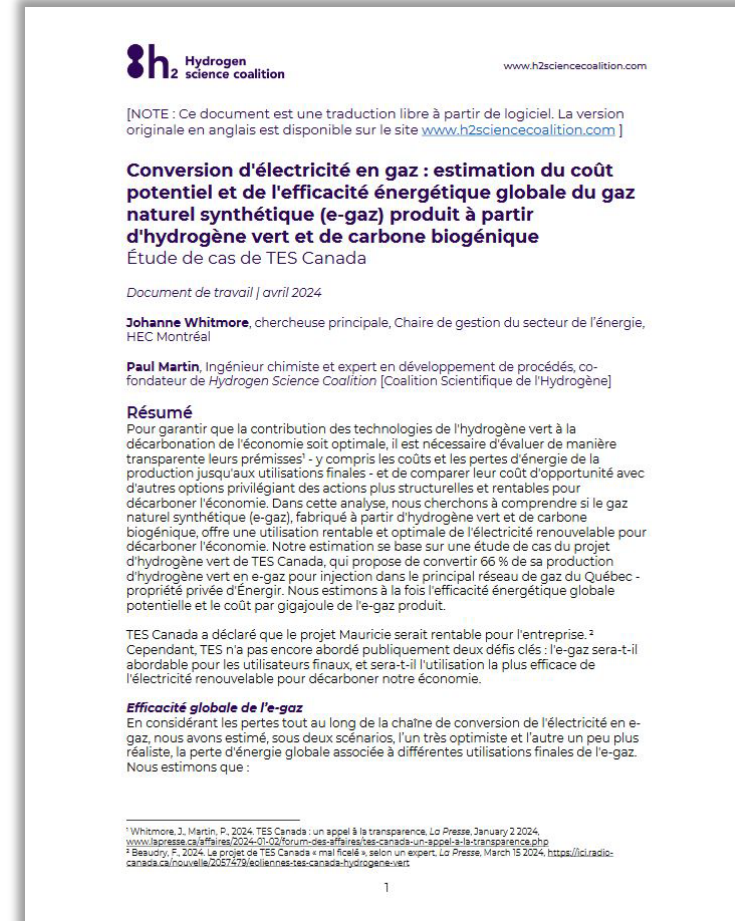 h2 Hydrogen
science coalition
www.h2sciencecoalition.com
[NOTE : Ce document est une traduction libre à partir de logiciel. La version
originale en anglais est disponible sur le site www.h2sciencecoalition.com ]
Conversion d'électricité en gaz : estimation du coût
potentiel et de l'efficacité énergétique globale du gaz
naturel synthétique (e-gaz) produit à partir
d'hydrogène vert et de carbone biogénique
Étude de cas de TES Canada
Document de travail | avril 2024
Johanne Whitmore, chercheuse principale, Chaire de gestion du secteur de l'énergie,
HEC Montréal
Paul Martin, Ingénieur chimiste et expert en développement de procédés, co-
fondateur de Hydrogen Science Coalition [Coalition Scientifique de l'Hydrogène]
Résumé
Pour garantir que la contribution des technologies de l'hydrogène vert à la
décarbonation de l'économie soit optimale, il est nécessaire d'évaluer de manière
transparente leurs prémisses¹ - y compris les coûts et les pertes d'énergie de la
production jusqu'aux utilisations finales - et de comparer leur coût d'opportunité avec
d'autres options privilégiant des actions plus structurelles et rentables pour
décarboner l'économie. Dans cette analyse, nous cherchons à comprendre si le gaz
naturel synthétique (e-gaz), fabriqué à partir d'hydrogène vert et de carbone
biogénique, offre une utilisation rentable et optimale de l'électricité renouvelable pour
décarboner l'économie. Notre estimation se base sur une étude de cas du projet
d'hydrogène vert de TES Canada, qui propose de convertir 66 % de sa production
d'hydrogène vert en e-gaz pour injection dans le principal réseau de gaz du Québec -
propriété privée d'Énergir. Nous estimons à la fois l'efficacité énergétique globale
potentielle et le coût par gigajoule de l'e-gaz produit.
TES Canada a déclaré que le projet Mauricie serait rentable pour l'entreprise. ²
Cependant, TES n'a pas encore abordé publiquement deux défis clés : l'e-gaz sera-t-il
abordable pour les utilisateurs finaux, et sera-t-il l'utilisation la plus efficace de
l'électricité renouvelable pour décarboner notre économie.
Efficacité globale de l'e-gaz
En considérant les pertes tout au long de la chaîne de conversion de l'électricité en e-
gaz, nous avons estimé, sous deux scénarios, l'un très optimiste et l'autre un peu plus
réaliste, la perte d'énergie globale associée à différentes utilisations finales de l'e-gaz.
Nous estimons que :
¹ Whitmore, J., Martin, P., 2024. TES Canada : un appel à la transparence, La Presse, January 2 2024,
www.lapresse.ca/affaires/2024-01-02/forum-des-affaires/tes-canada-un-appel-a-la-transparence.php
² Beaudry, F., 2024. Le projet de TES Canada « mal ficelé », selon un expert, La Presse, March 15 2024, https://ici.radio-
canada.ca/nouvelle/2057479/eoliennes-tes-canada-hydrogene-vert
1